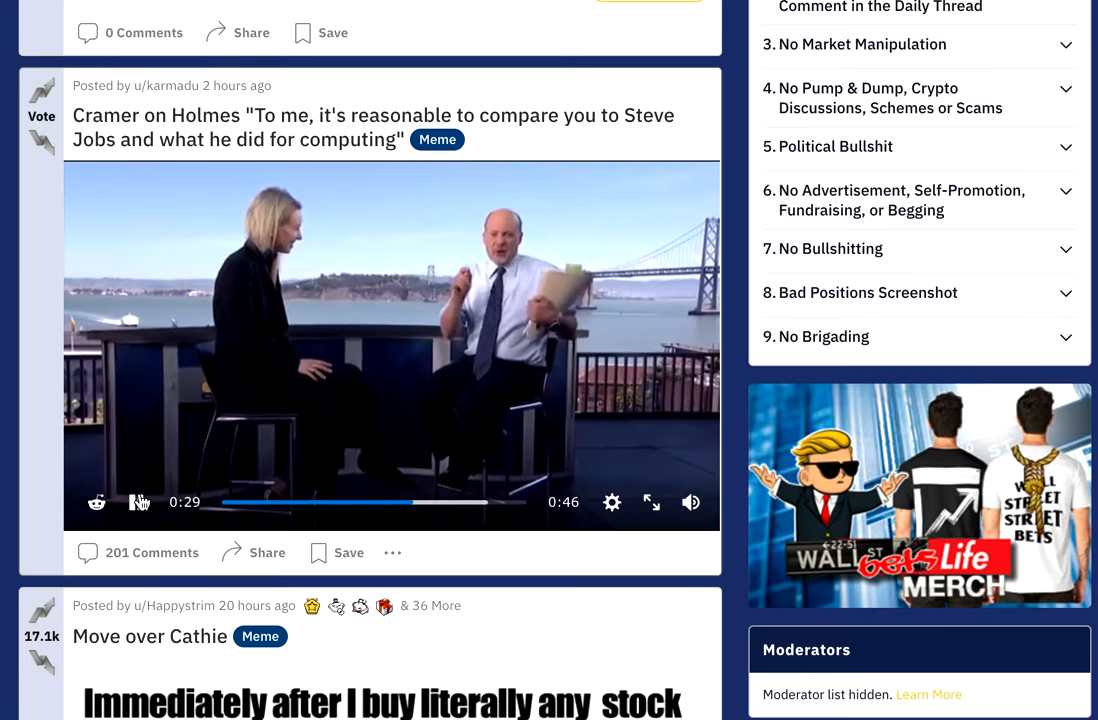 0 Comments
Share
Save
Posted by u/karmadu 2 hours ago
Vote
Cramer on Holmes "To me, it's reasonable to compare you to Steve
Jobs and what he did for computing" Meme
0:29
0:46
201 Comments
Share
Save
Posted by u/Happystrim 20 hours ago & 36 More
17.1k
Move over Cathie Meme
Immediately after I buy literally any stock
Comment in the Daily Thread
3. No Market Manipulation
4. No Pump & Dump, Crypto
Discussions, Schemes or Scams
5. Political Bullshit
6. No Advertisement, Self-Promotion,
Fundraising, or Begging
7. No Bullshitting
8. Bad Positions Screenshot
9. No Brigading
WALL
STREET
STREET
BETS
←22-51
WALL ST bets Life
MERCH
Moderators
Moderator list hidden. Learn More